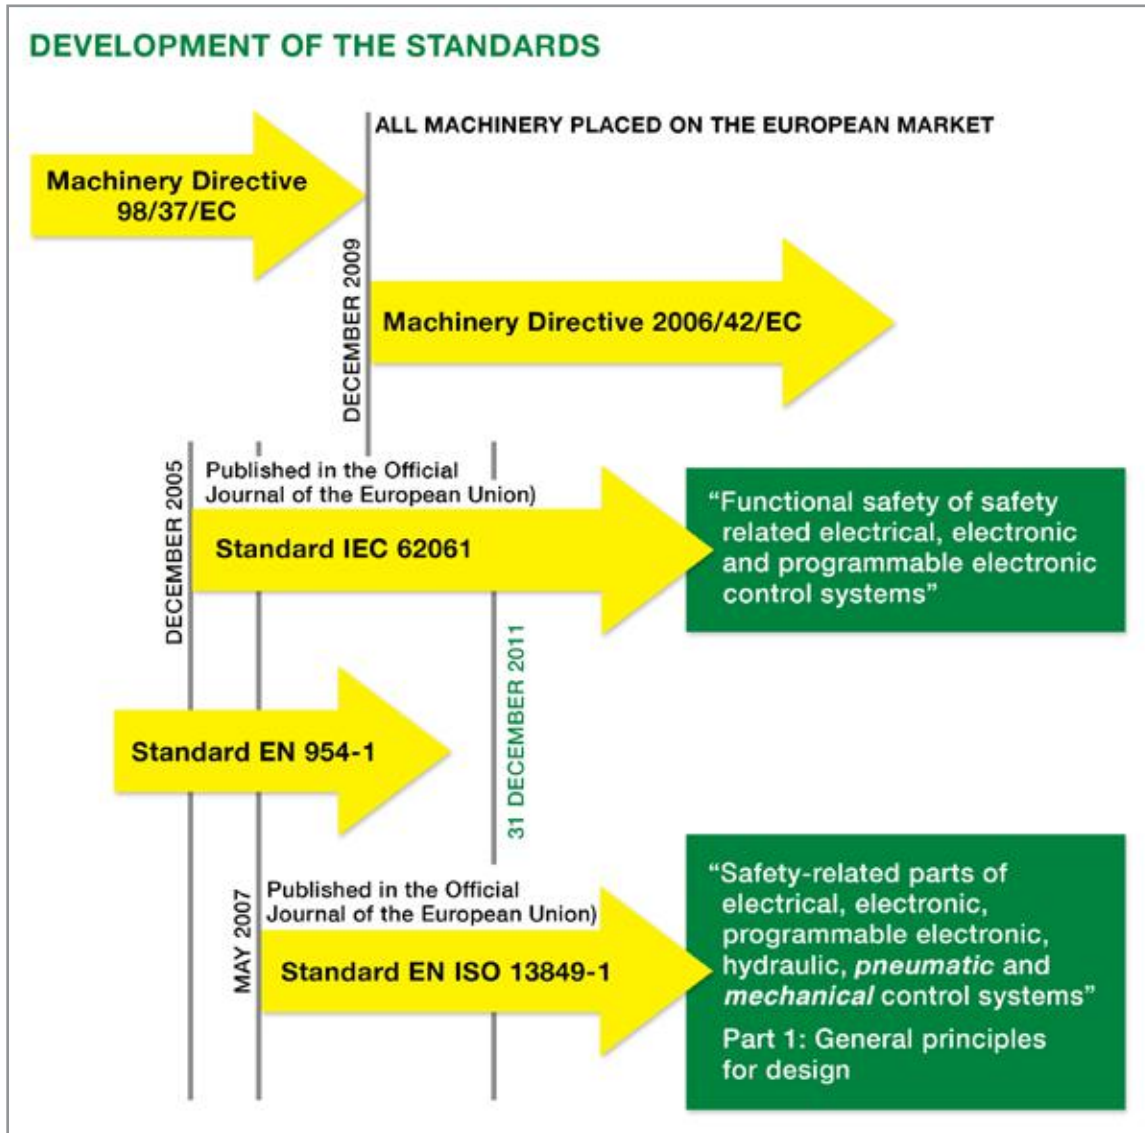 DEVELOPMENT OF THE STANDARDS
ALL MACHINERY PLACED ON THE EUROPEAN MARKET
Machinery Directive
98/37/EC
DECEMBER 2009
Machinery Directive 2006/42/EC
DECEMBER 2005
Published in the Official
Journal of the European Union)
Standard IEC 62061
“Functional safety of safety
related electrical, electronic
and programmable electronic
control systems”
31 DECEMBER 2011
Standard EN 954-1
MAY 2007
Published in the Official
Journal of the European Union)
Standard EN ISO 13849-1
“Safety-related parts of
electrical, electronic,
programmable electronic,
hydraulic, pneumatic and
mechanical control systems”
Part 1: General principles
for design